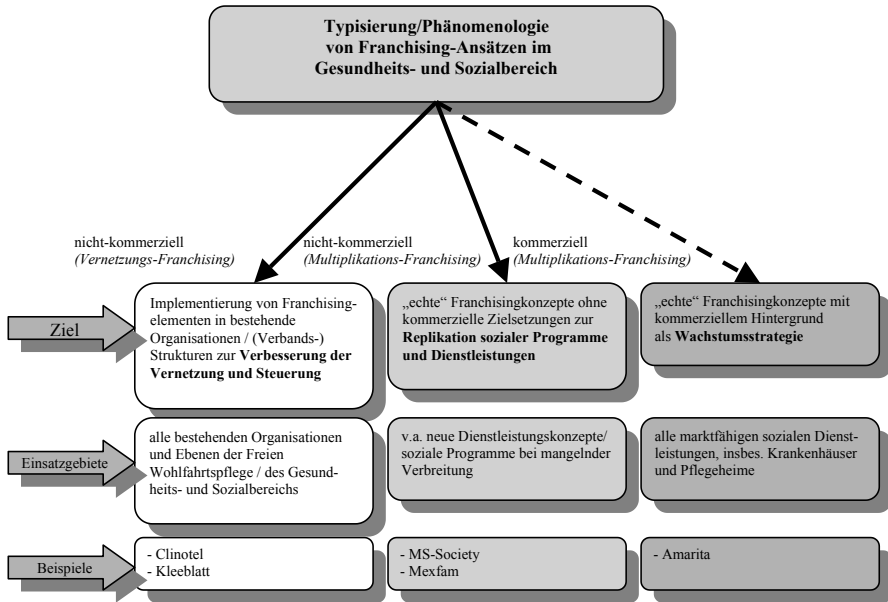 Typisierung/Phänomenologie
von Franchising-Ansätzen im
Gesundheits- und Sozialbereich
nicht-kommerziell
(Vernetzungs-Franchising)
nicht-kommerziell
(Multiplikations-Franchising)
kommerziell
(Multiplikations-Franchising)
Ziel
Implementierung von Franchising-
elementen in bestehende
Organisationen / (Verbands-)
Strukturen zur Verbesserung der
Vernetzung und Steuerung
„echte“ Franchisingkonzepte ohne
kommerzielle Zielsetzungen zur
Replikation sozialer Programme
und Dienstleistungen
„echte“ Franchisingkonzepte mit
kommerziellem Hintergrund
als Wachstumsstrategie
Einsatzgebiete
alle bestehenden Organisationen
und Ebenen der Freien
Wohlfahrtspflege / des Gesund-
heits- und Sozialbereichs
v.a. neue Dienstleistungskonzepte/
soziale Programme bei mangelnder
Verbreitung
alle marktfähigen sozialen Dienst-
leistungen, insbes. Krankenhäuser
und Pflegeheime
Beispiele
- Clinotel
- Kleeblatt
- MS-Society
- Mexfam
- Amarita